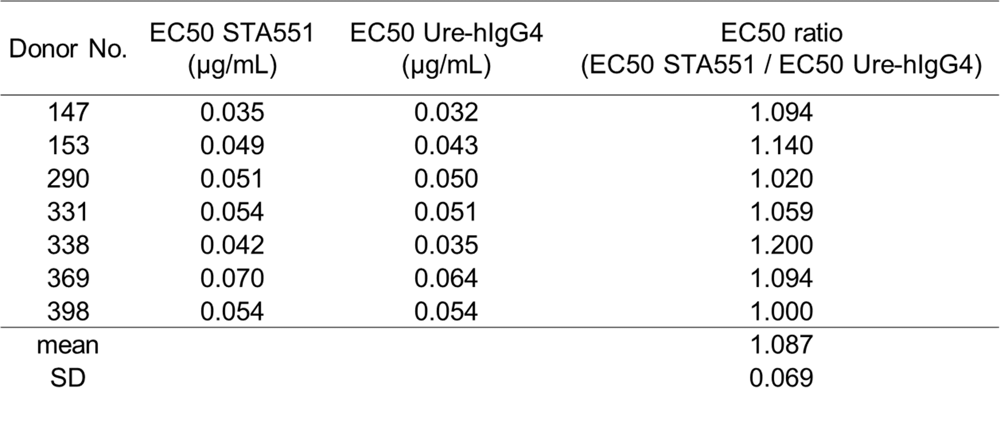 Donor No. EC50 STA551 (µg/mL) EC50 Ure-hIgG4 (µg/mL) EC50 ratio (EC50 STA551 / EC50 Ure-hIgG4)
147 0.035 0.032 1.094
153 0.049 0.043 1.140
290 0.051 0.050 1.020
331 0.054 0.051 1.059
338 0.042 0.035 1.200
369 0.070 0.064 1.094
398 0.054 0.054 1.000
mean 1.087
SD 0.069